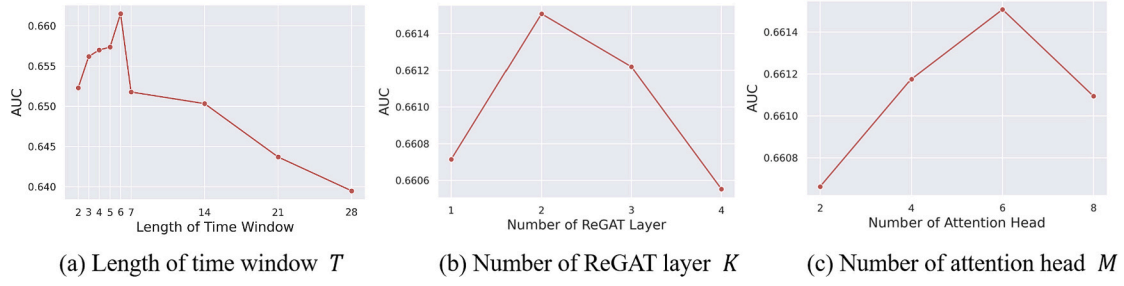 0.660
0.655
0.650
0.645
0.640
AUC
2 3 4 5 6 7 14 21 28
Length of Time Window
(a) Length of time window T
0.6614
0.6612
0.6610
0.6608
0.6606
AUC
1 2 3 4
Number of ReGAT Layer
(b) Number of ReGAT layer K
0.6614
0.6612
0.6610
0.6608
AUC
2 4 6 8
Number of Attention Head
(c) Number of attention head M